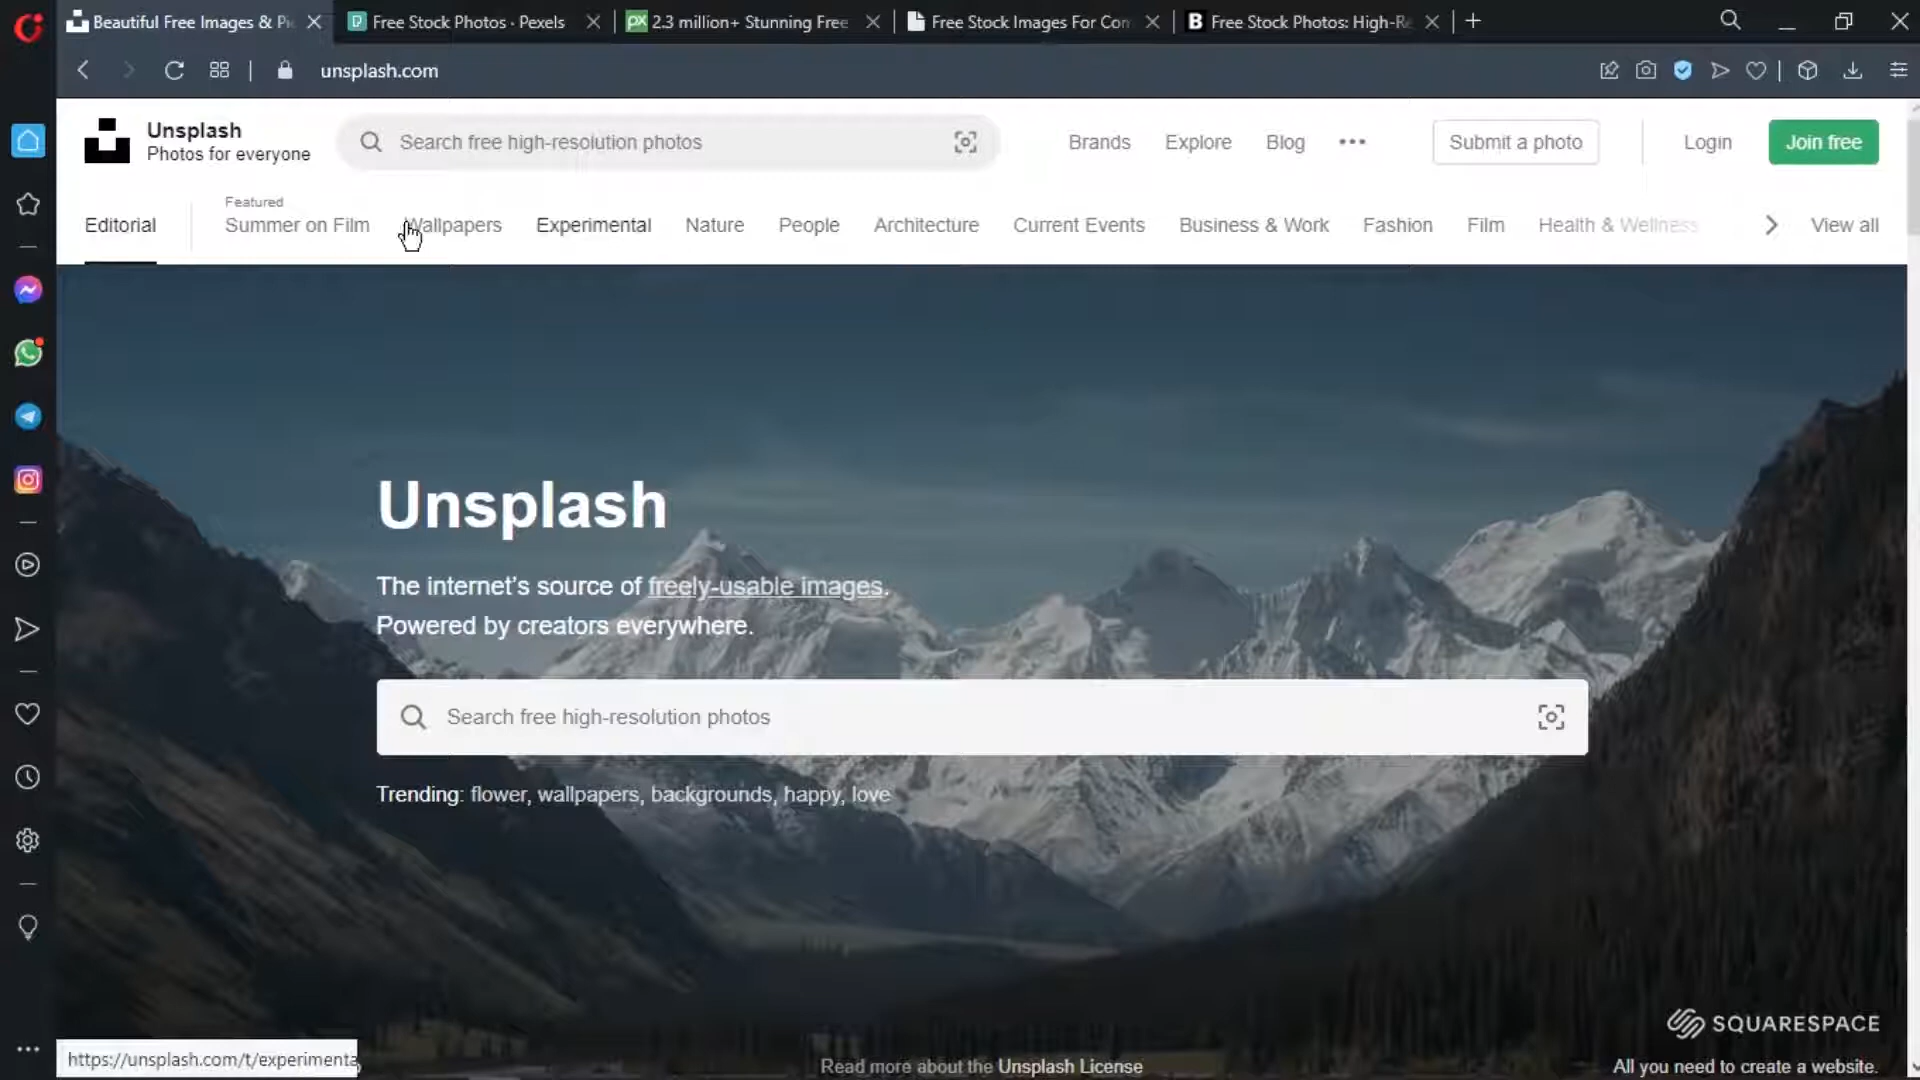 Beautiful Free Images & Pi
Free Stock Photos · Pexels
2.3 million+ Stunning Free
Free Stock Images For Com
Free Stock Photos: High-Re
unsplash.com
Unsplash
Photos for everyone
Search free high-resolution photos
Brands
Explore
Blog
Submit a photo
Login
Join free
Editorial
Featured
Summer on Film
Wallpapers
Experimental
Nature
People
Architecture
Current Events
Business & Work
Fashion
Film
Health & Wellness
View all
Unsplash
The internet's source of freely-usable images.
Powered by creators everywhere.
Search free high-resolution photos
Trending: flower, wallpapers, backgrounds, happy, love
SQUARESPACE
https://unsplash.com/t/experimenta
Read more about the Unsplash License
All you need to create a website.